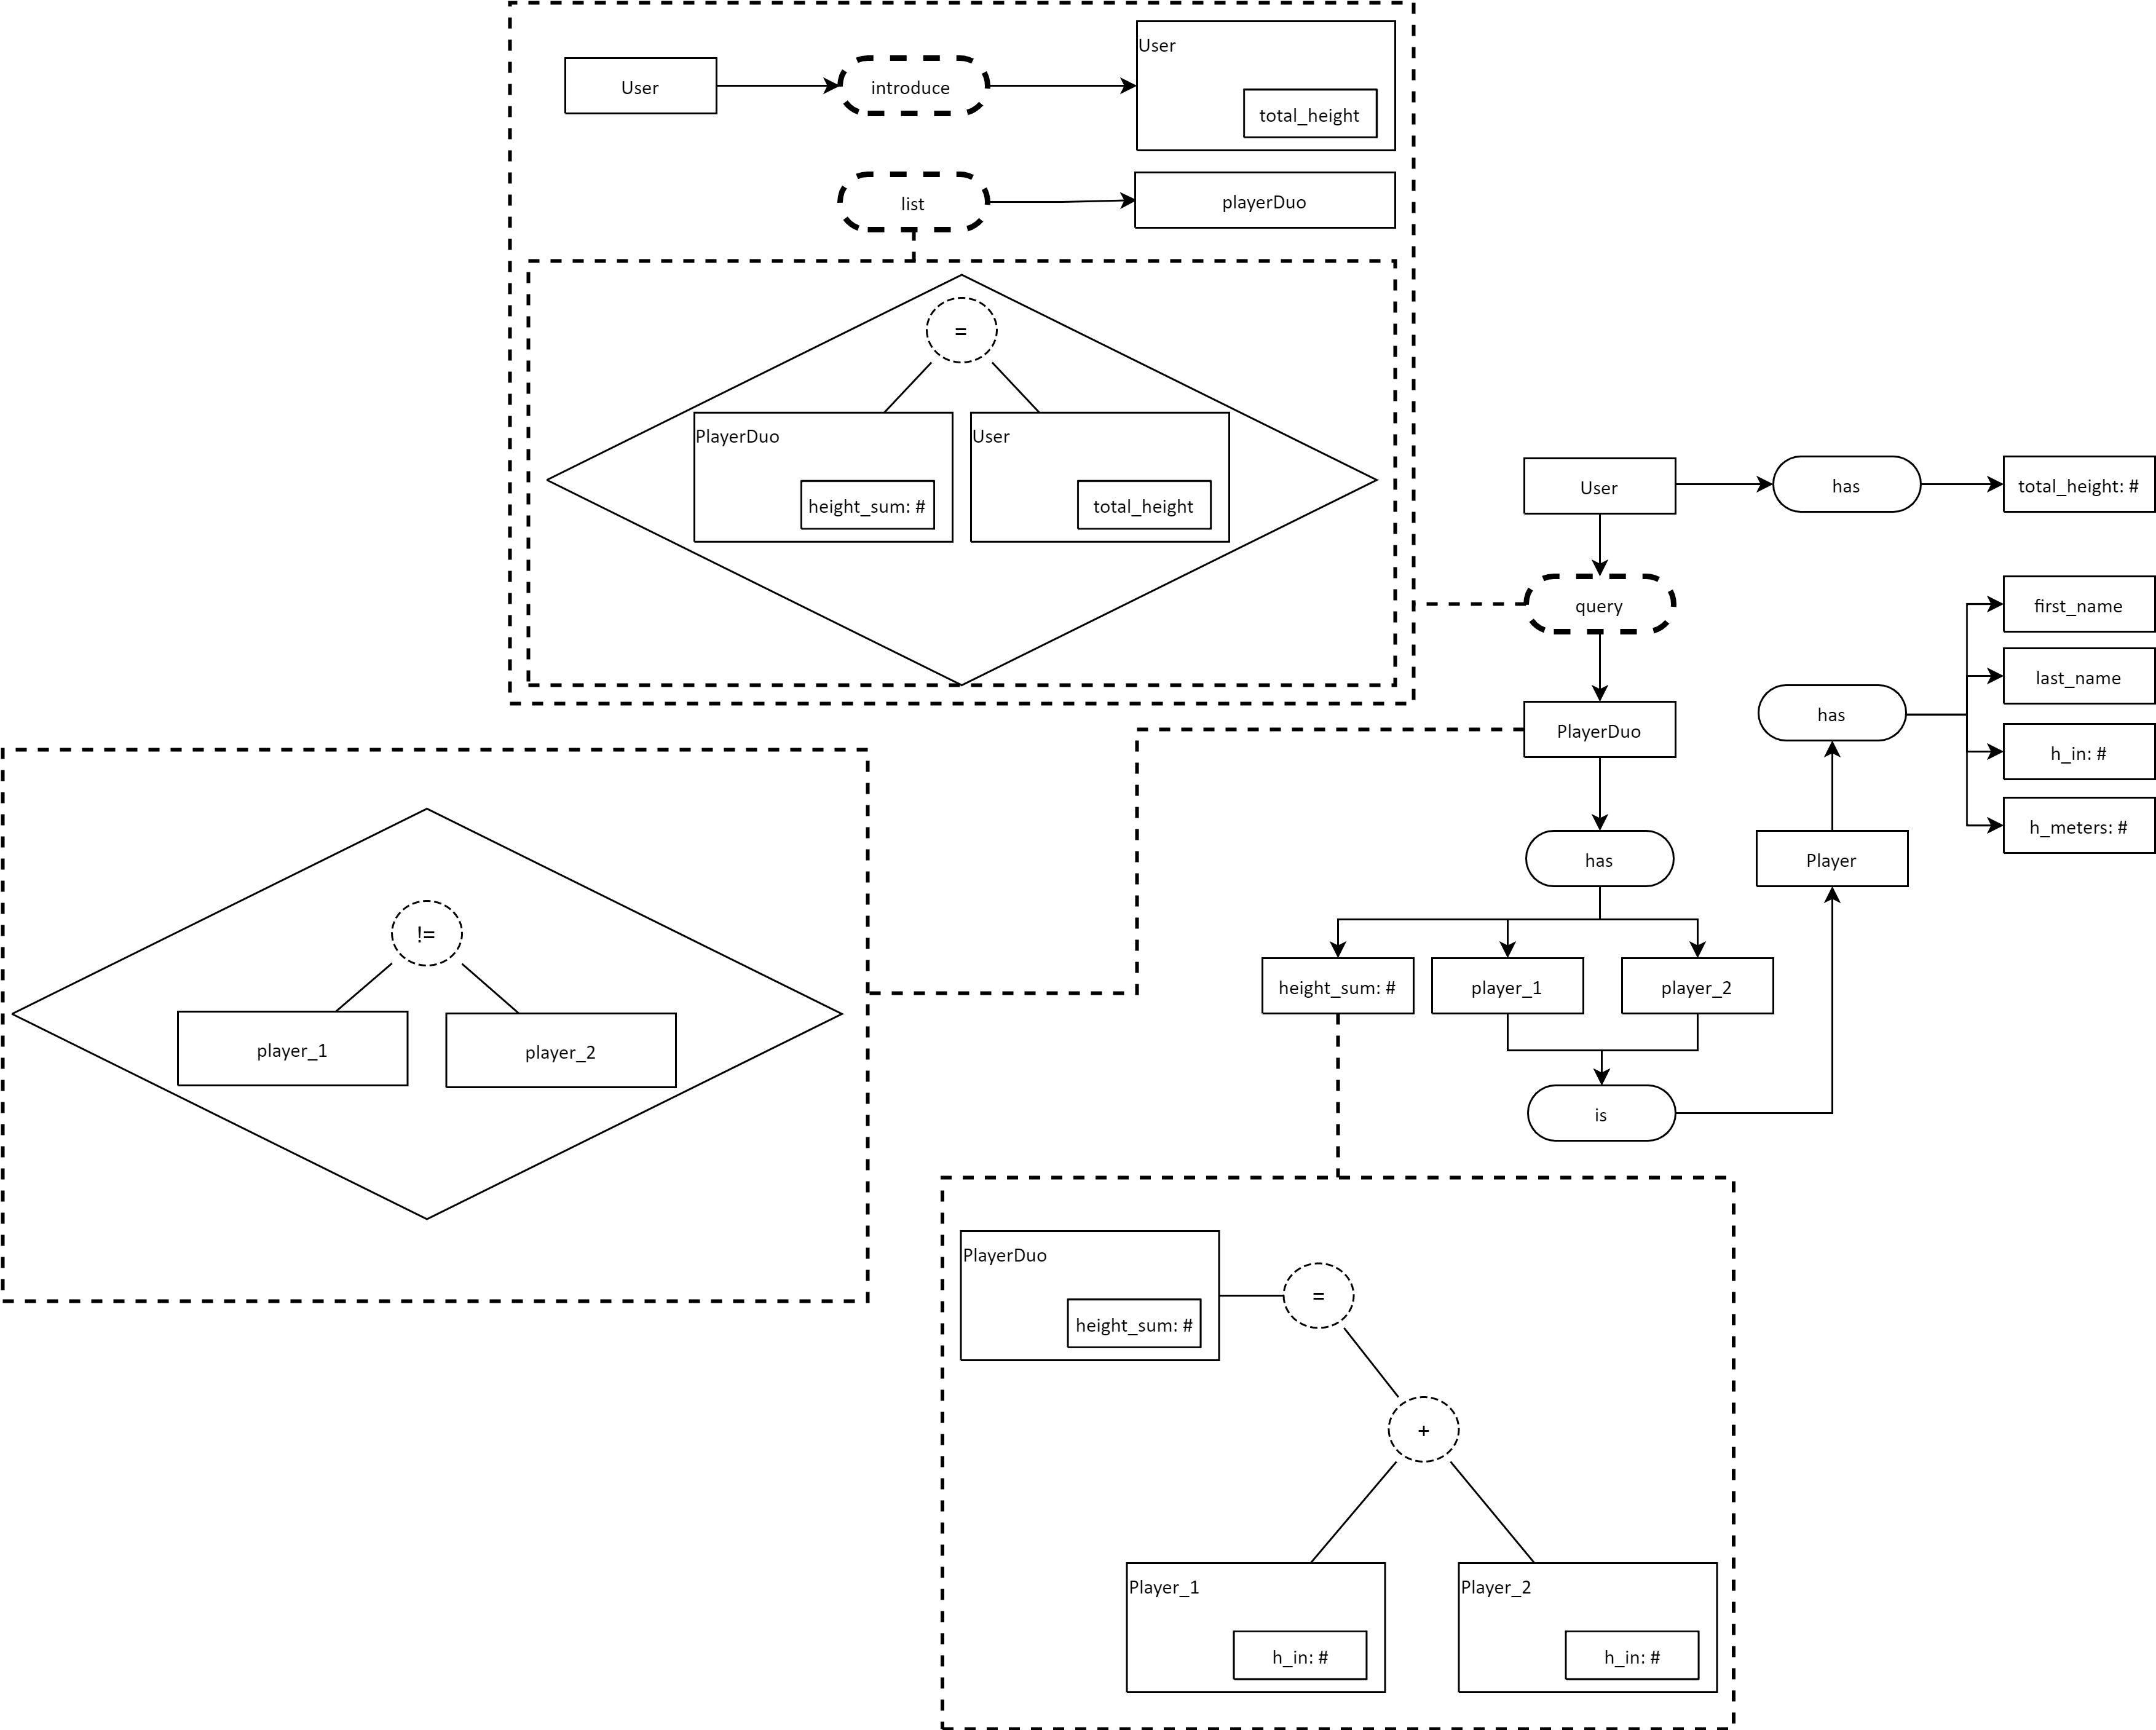 User
introduce
User
total_height
list
playerDuo
=
PlayerDuo
height_sum: #
User
total_height
User
has
total_height: #
query
first_name
last_name
h_in: #
h_meters: #
has
Player
PlayerDuo
has
height_sum: #
player_1
player_2
is
!=
player_1
player_2
PlayerDuo
height_sum: #
=
+
Player_1
h_in: #
Player_2
h_in: #